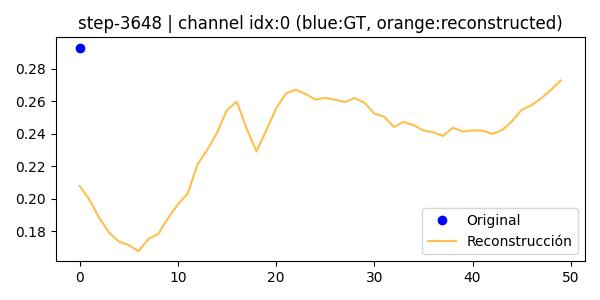 step-3648 | channel idx:0 (blue:GT, orange:reconstructed)
0.28
0.26
0.24
0.22
0.20
0.18
0 10 20 30 40 50
Original
Reconstrucción